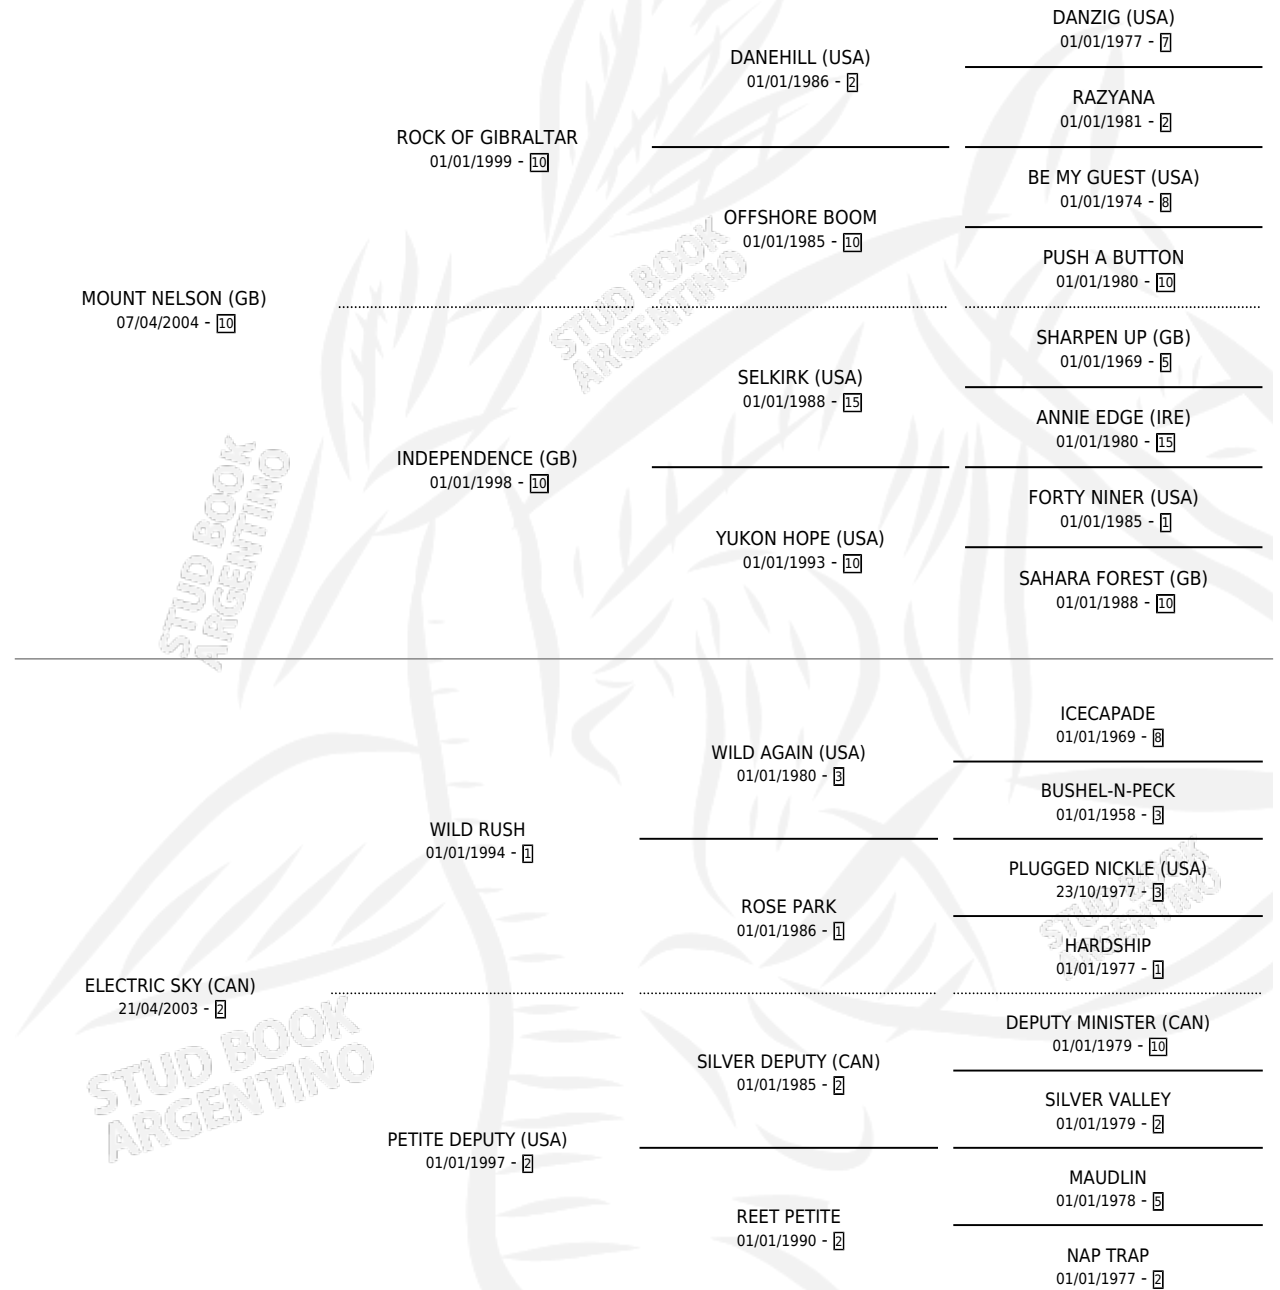 DANZIG (USA)
01/01/1977 - 7
DANEHILL (USA)
01/01/1986 - 2
RAZYANA
01/01/1981 - 2
ROCK OF GIBRALTAR
01/01/1999 - 10
BE MY GUEST (USA)
01/01/1974 - 8
OFFSHORE BOOM
01/01/1985 - 10
PUSH A BUTTON
01/01/1980 - 10
MOUNT NELSON (GB)
07/04/2004 - 10
STUD BOOK
ARGENTINO
SHARPEN UP (GB)
01/01/1969 - 5
SELKIRK (USA)
01/01/1988 - 15
ANNIE EDGE (IRE)
01/01/1980 - 15
INDEPENDENCE (GB)
01/01/1998 - 10
FORTY NINER (USA)
01/01/1985 - 1
YUKON HOPE (USA)
01/01/1993 - 10
SAHARA FOREST (GB)
01/01/1988 - 10
STUD BOOK
ARGENTINO
ICECAPADE
01/01/1969 - 8
WILD AGAIN (USA)
01/01/1980 - 3
BUSHEL-N-PECK
01/01/1958 - 3
WILD RUSH
01/01/1994 - 1
PLUGGED NICKLE (USA)
23/10/1977 - 3
ROSE PARK
01/01/1986 - 1
STUD BOOK
ARGENTINO
HARDSHIP
01/01/1977 - 1
ELECTRIC SKY (CAN)
21/04/2003 - 2
DEPUTY MINISTER (CAN)
01/01/1979 - 10
SILVER DEPUTY (CAN)
01/01/1985 - 2
SILVER VALLEY
01/01/1979 - 2
STUD BOOK
ARGENTINO
PETITE DEPUTY (USA)
01/01/1997 - 2
MAUDLIN
01/01/1978 - 5
REET PETITE
01/01/1990 - 2
NAP TRAP
01/01/1977 - 2